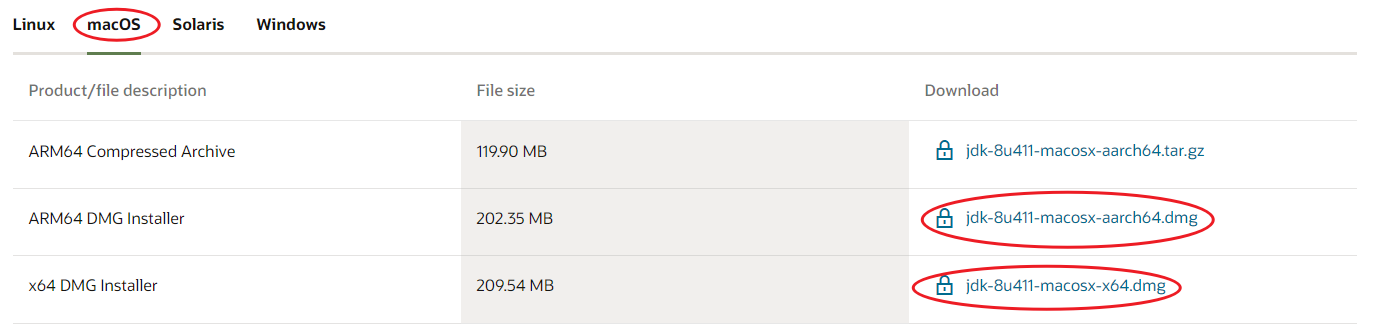 Linux macOS Solaris Windows
Product/file description File size Download
ARM64 Compressed Archive 119.90 MB jdk-8u411-macosx-aarch64.tar.gz
ARM64 DMG Installer 202.35 MB jdk-8u411-macosx-aarch64.dmg
x64 DMG Installer 209.54 MB jdk-8u411-macosx-x64.dmg